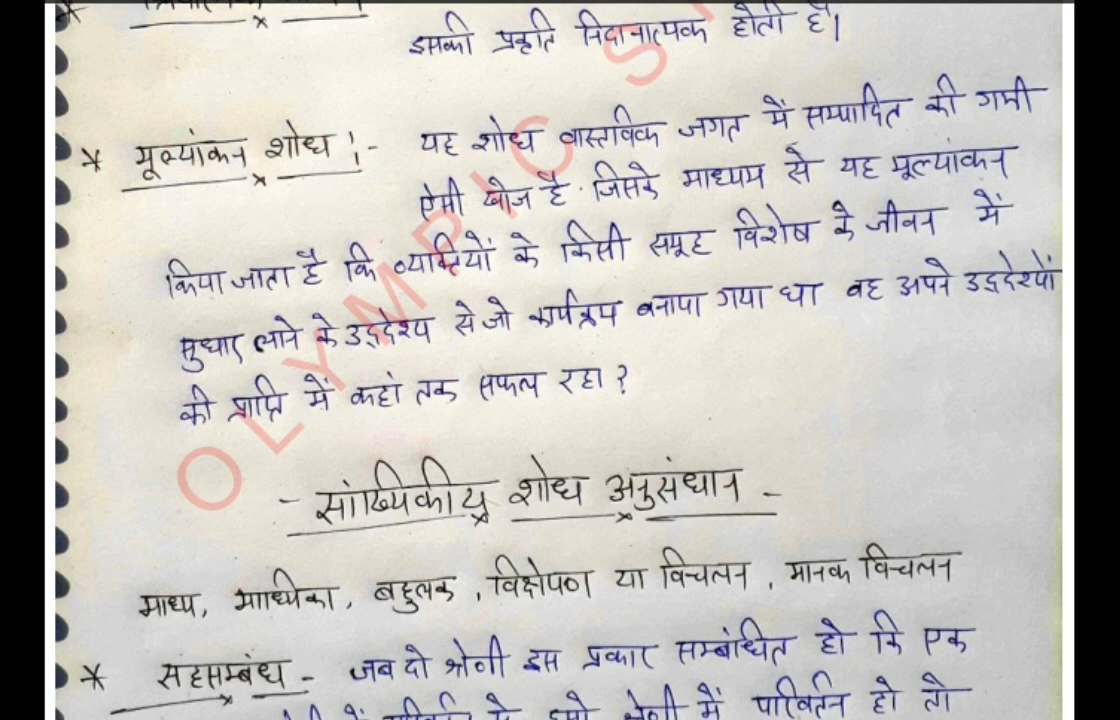 इसकी प्रकृति निदानात्मक होती है।
* मूल्यांकन शोध :- यह शोध वास्तविक जगत में सम्पादित की गयी
ऐसी खोज है जिसके माध्यम से यह मूल्यांकन
किया जाता है कि व्यक्तियों के किसी समूह विशेष के जीवन में
सुधार लाने के उद्देश्य से जो कार्यक्रम बनाया गया था वह अपने उद्देश्यों
की प्राप्ति में कहां तक सफल रहा ?
- सांख्यिकीय शोध अनुसंधान -
माध्य, माध्यिका, बहुलक, विक्षेपण या विचलन, मानक विचलन
* सहसम्बंध - जब दो श्रेणी इस प्रकार सम्बंधित हो कि एक
में परिवर्तन हो तो
OLYMPIC S